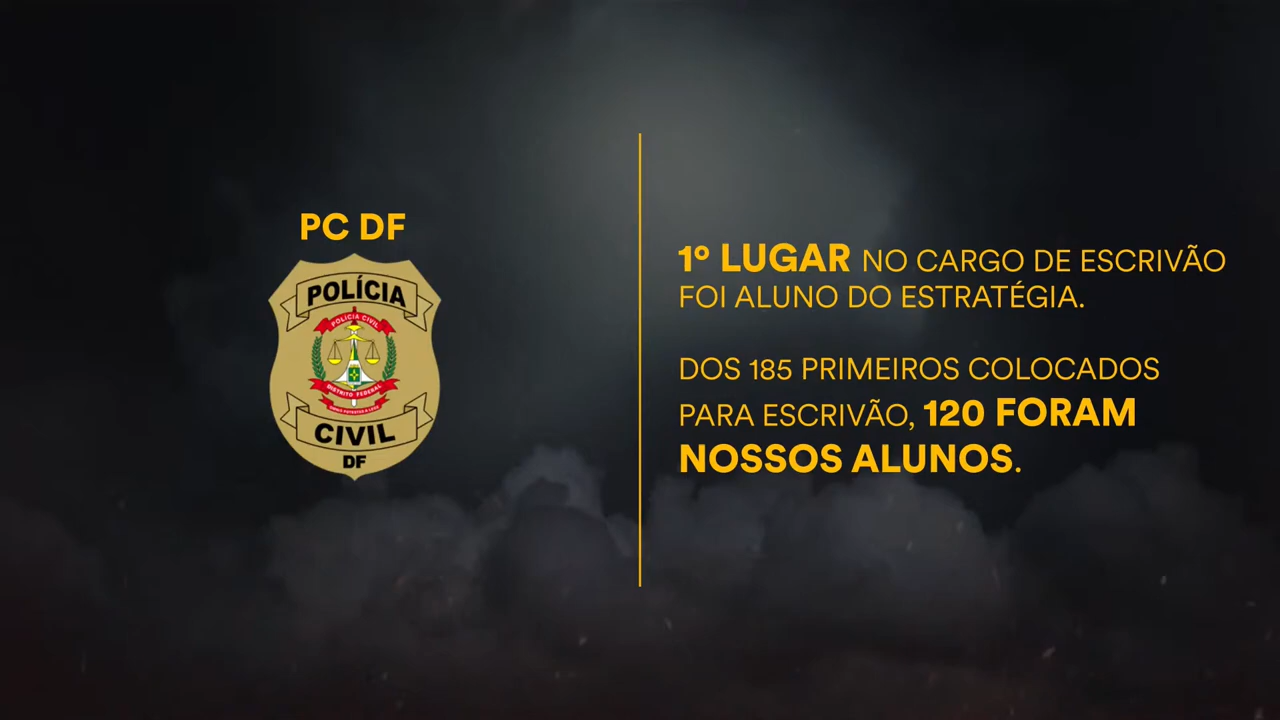 PC DF
POLÍCIA
POLÍCIA CIVIL
DISTRITO FEDERAL
CIVIL
DF
1º LUGAR NO CARGO DE ESCRIVÃO
FOI ALUNO DO ESTRATÉGIA.
DOS 185 PRIMEIROS COLOCADOS
PARA ESCRIVÃO, 120 FORAM
NOSSOS ALUNOS.